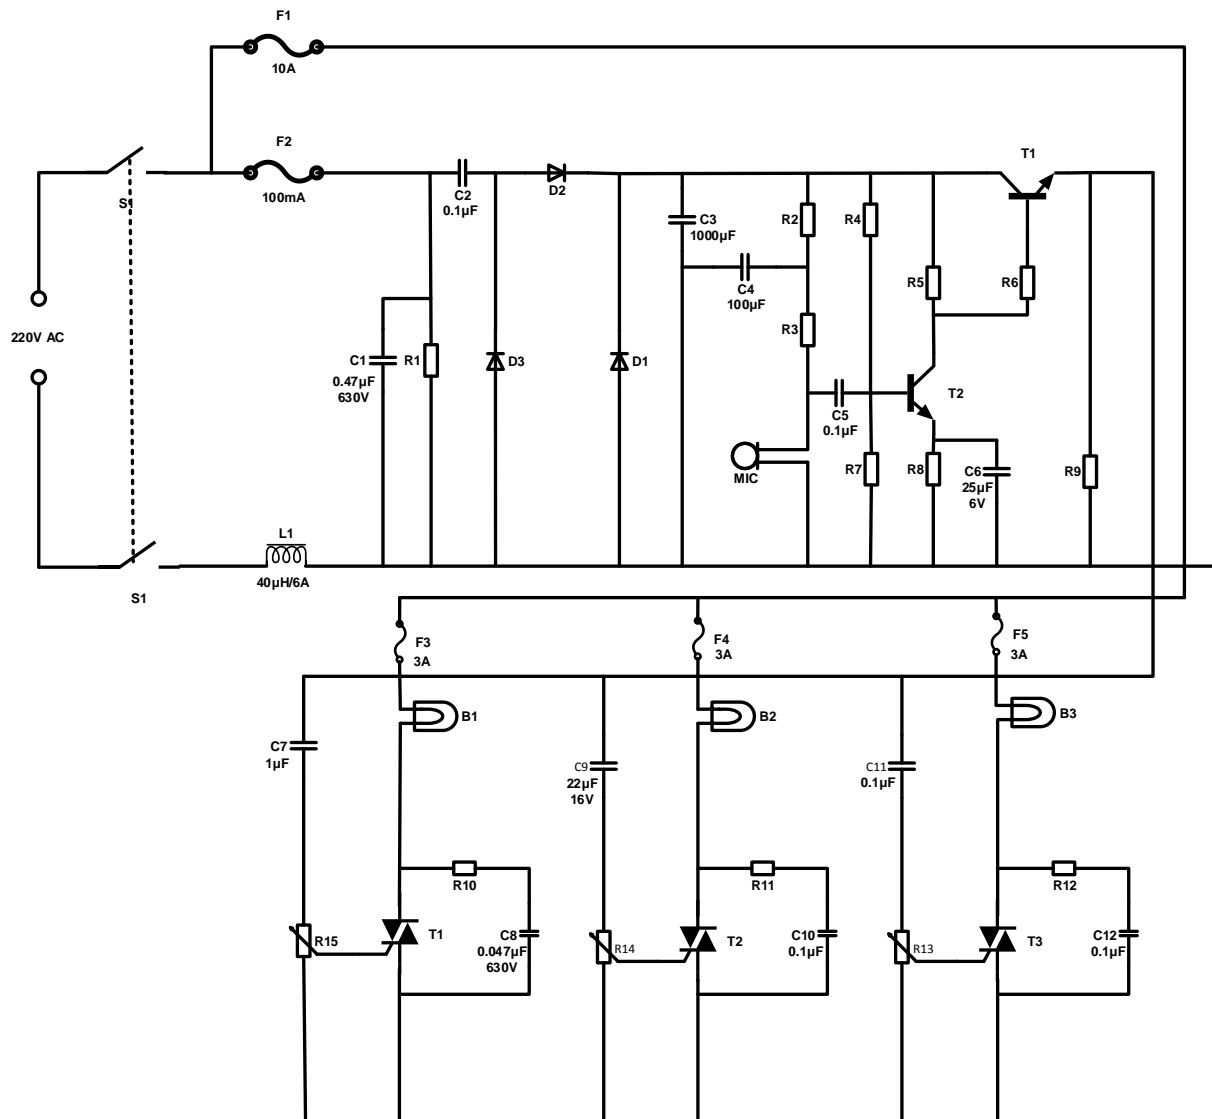 F1
10A
F2
100mA
T1
S1
C2
0.1µF
D2
C3
1000µF
R2
R4
C4
100µF
R5
R6
220V AC
R3
C1
0.47µF
630V
R1
D3
D1
T2
C5
0.1µF
MIC
R7
R8
C6
25µF
6V
R9
L1
40µH/6A
S1
F3
3A
F4
3A
F5
3A
B1
B2
B3
C7
1µF
C9
22µF
16V
C11
0.1µF
R10
R11
R12
R15
T1
C8
0.047µF
630V
R14
T2
C10
0.1µF
R13
T3
C12
0.1µF